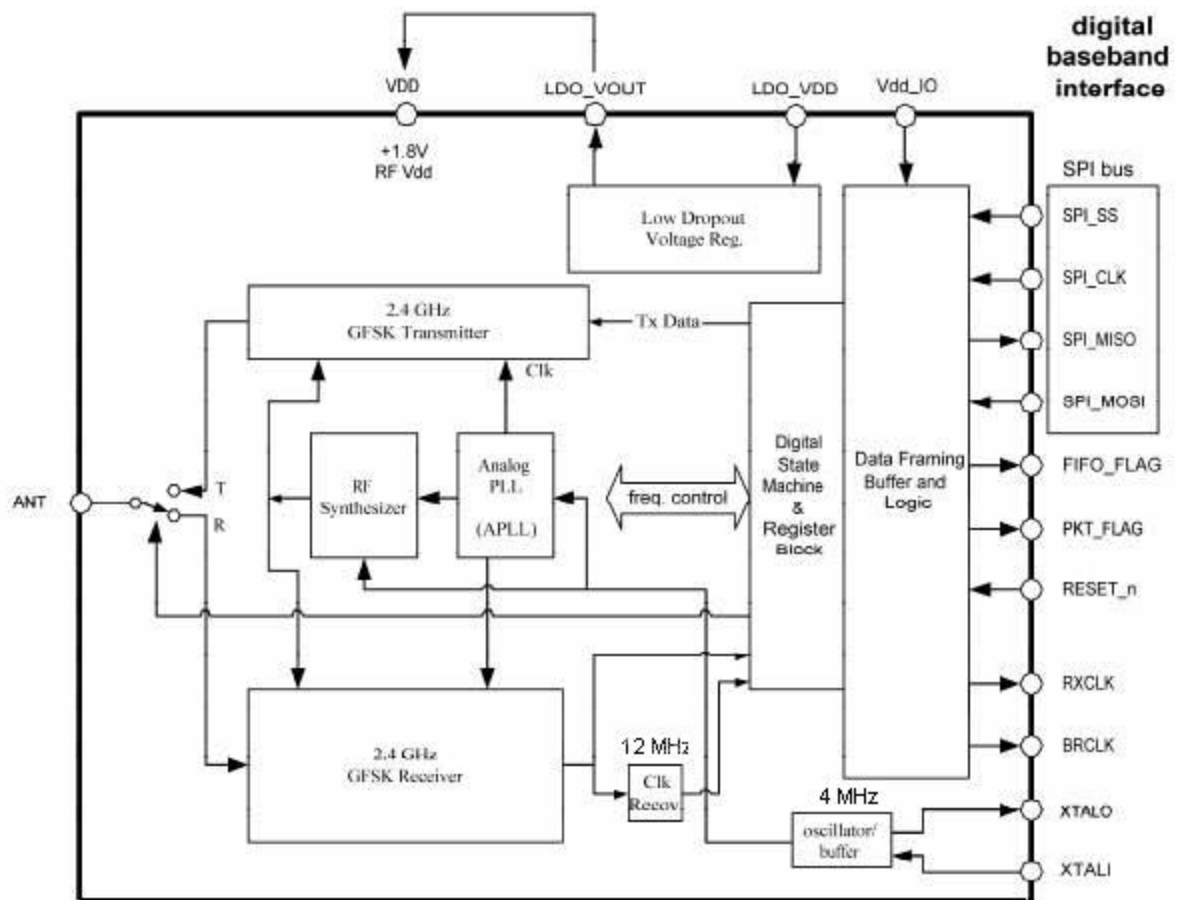 digital
baseband
interface
VDD
LDO_VOUT
LDO_VDD
Vdd_IO
+1.8V
RF Vdd
SPI bus
Low Dropout
Voltage Reg.
SPI_SS
SPI_CLK
2.4 GHz
GFSK Transmitter
Tx Data
SPI_MISO
Clk
SPI_MOSI
Digital
State
Machine
&
Register
Block
Data Framing
Buffer and
Logic
FIFO_FLAG
Analog
PLL
(APLL)
RF
Synthesizer
T
R
ANT
freq. control
PKT_FLAG
RESET_n
RXCLK
2.4 GHz
GFSK Receiver
12 MHz
Clk
Recov.
BRCLK
4 MHz
oscillator/
buffer
XTALO
XTALI